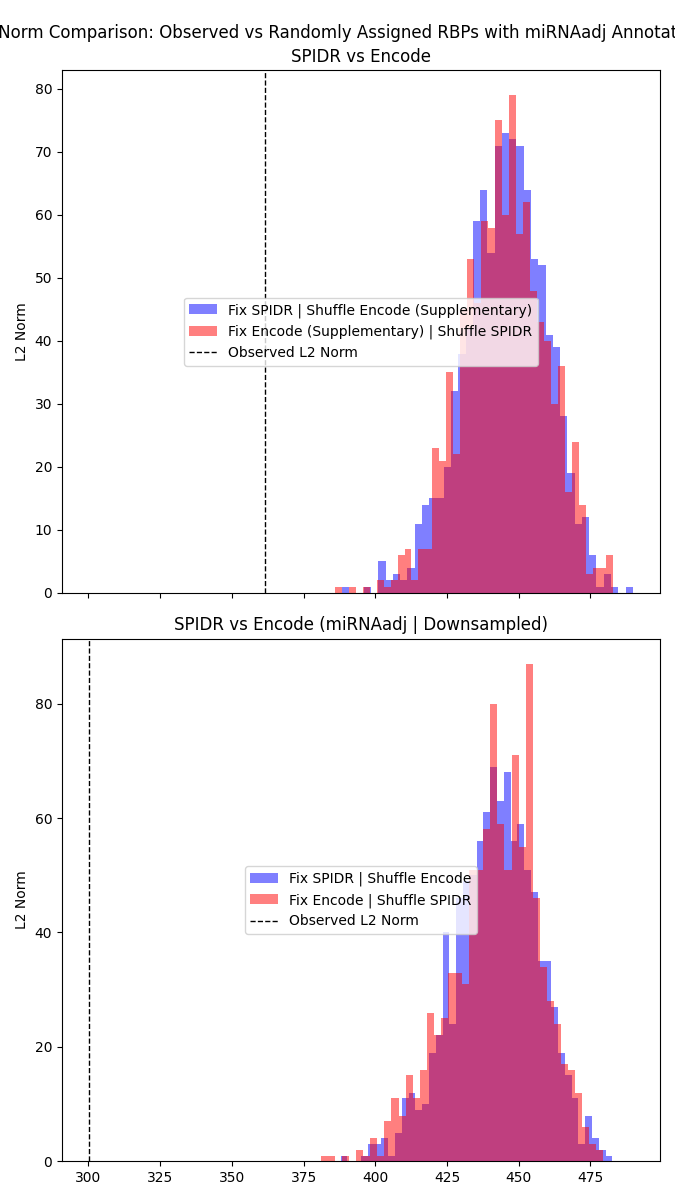 Norm Comparison: Observed vs Randomly Assigned RBPs with miRNAadj Annotat
SPIDR vs Encode
80
70
60
50
40
30
20
10
0
L2 Norm
Fix SPIDR | Shuffle Encode (Supplementary)
Fix Encode (Supplementary) | Shuffle SPIDR
Observed L2 Norm
SPIDR vs Encode (miRNAadj | Downsampled)
80
60
40
20
0
L2 Norm
Fix SPIDR | Shuffle Encode
Fix Encode | Shuffle SPIDR
Observed L2 Norm
300 325 350 375 400 425 450 475